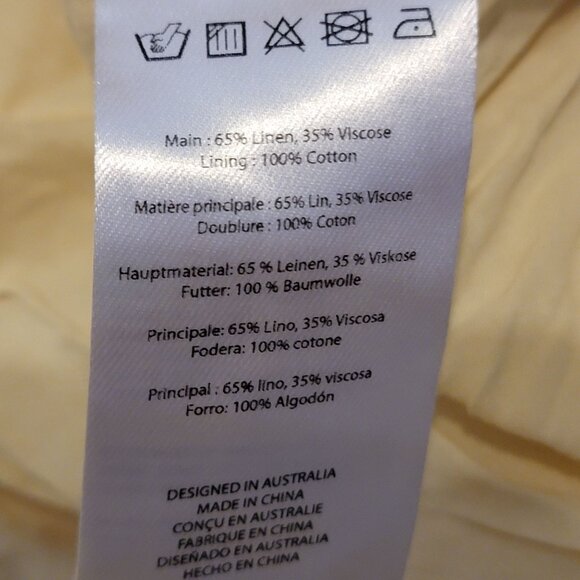 Main : 65% Linen, 35% Viscose
Lining : 100% Cotton
Matière principale : 65% Lin, 35% Viscose
Doublure : 100% Coton
Hauptmaterial: 65 % Leinen, 35 % Viskose
Futter: 100 % Baumwolle
Principale: 65% Lino, 35% Viscosa
Fodera: 100% cotone
Principal : 65% lino, 35% viscosa
Forro: 100% Algodón
DESIGNED IN AUSTRALIA
MADE IN CHINA
CONÇU EN AUSTRALIE
FABRIQUE EN CHINA
DISEÑADO EN AUSTRALIA
HECHO EN CHINA